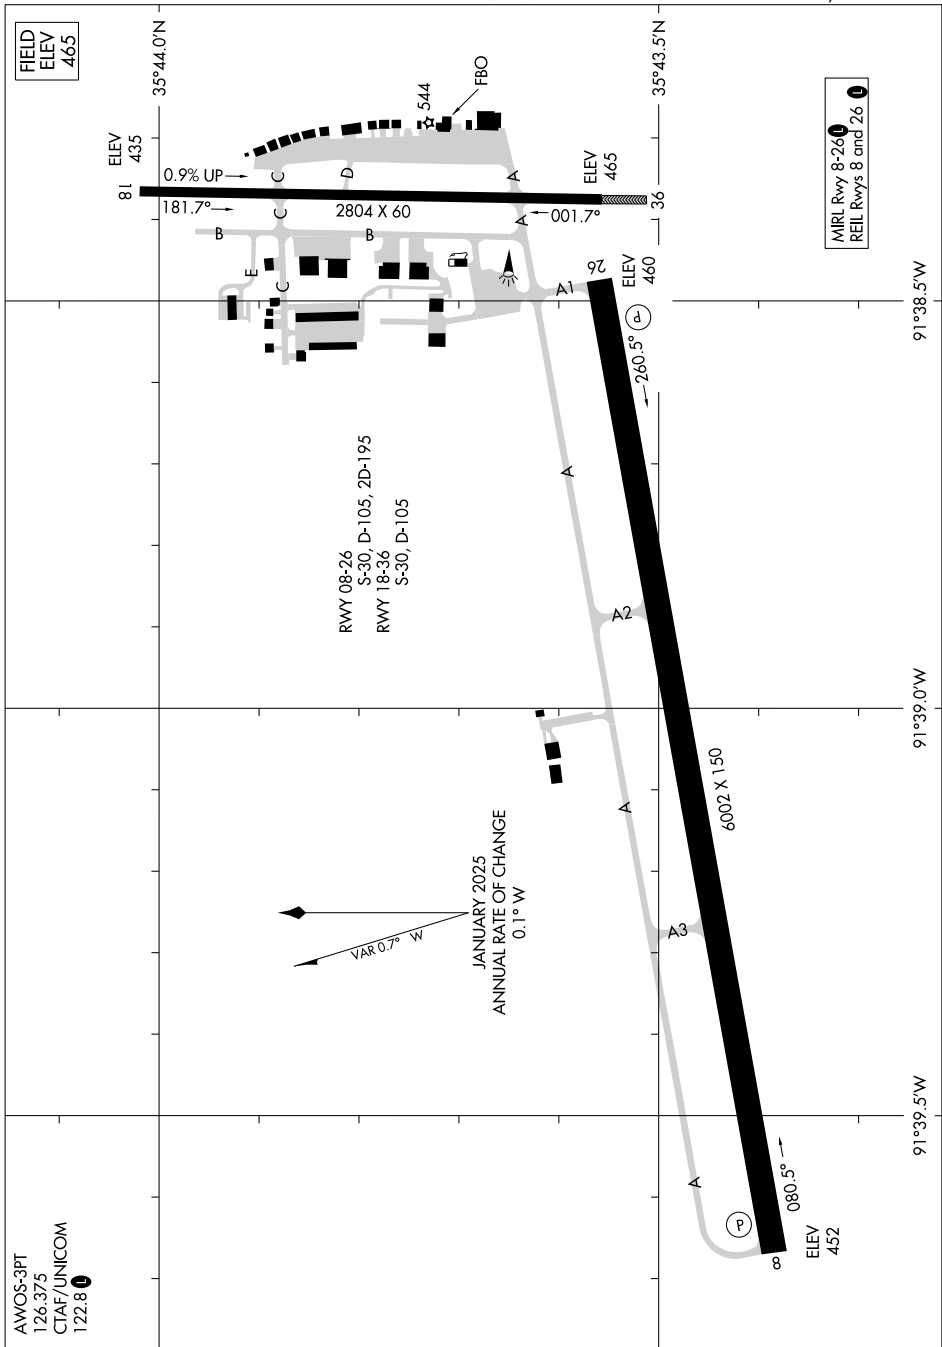 FIELD
ELEV
465
AWOS-3PT
126.375
CTAF/UNICOM
122.8 L
35°44.0'N
35°43.5'N
91°38.5'W
91°39.0'W
91°39.5'W
MIRL Rwy 8-26 L
REIL Rwys 8 and 26 L
ELEV
435
18
0.9% UP
181.7°
2804 X 60
001.7°
ELEV
465
36
544
FBO
C
D
A
C
A
B
B
E
C
26
ELEV
460
A1
P
260.5°
A
RWY 08-26
S-30, D-105, 2D-195
RWY 18-36
S-30, D-105
A2
A
6002 X 150
VAR 0.7° W
JANUARY 2025
ANNUAL RATE OF CHANGE
0.1° W
A3
A
P
080.5°
8
ELEV
452